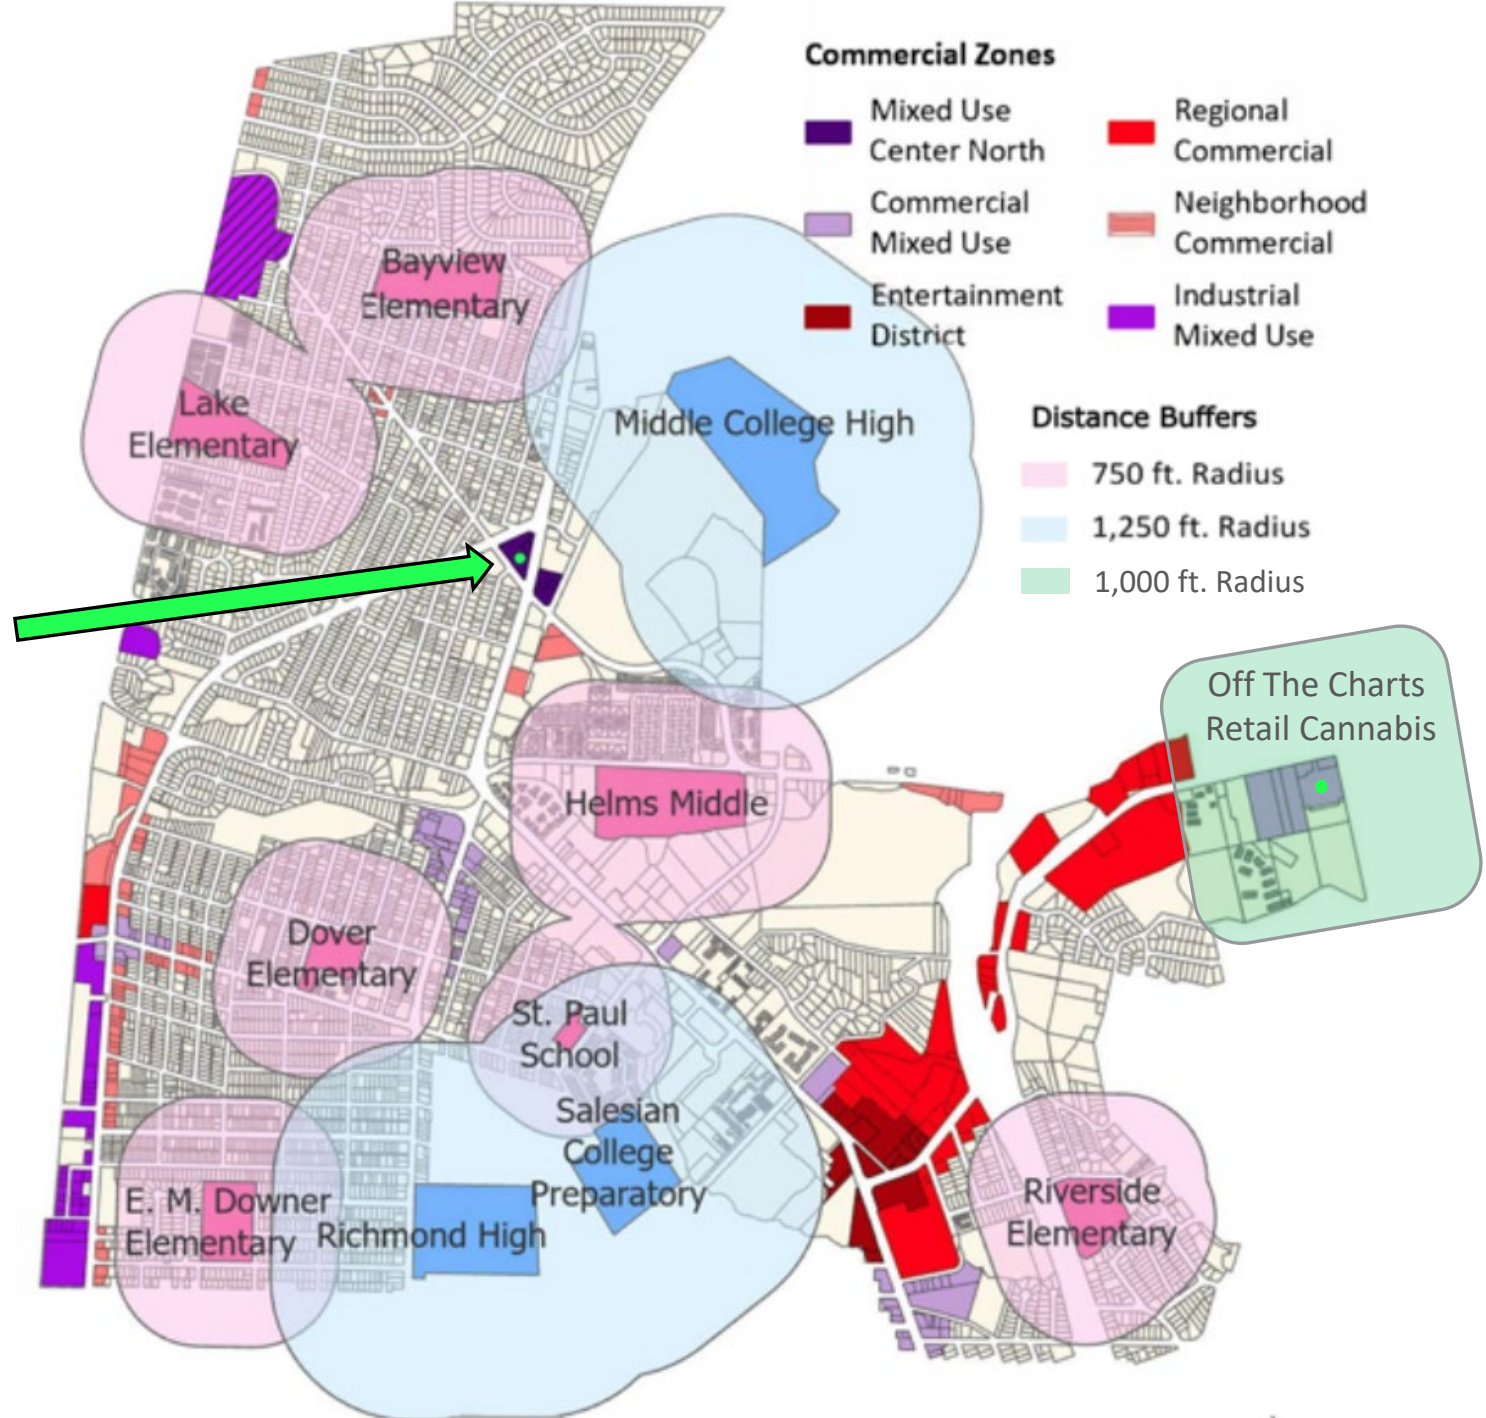 Commercial Zones
Mixed Use
Center North
Regional
Commercial
Commercial
Mixed Use
Neighborhood
Commercial
Entertainment
District
Industrial
Mixed Use
Distance Buffers
750 ft. Radius
1,250 ft. Radius
1,000 ft. Radius
Bayview
Elementary
Lake
Elementary
Middle College High
Off The Charts
Retail Cannabis
Helms Middle
Dover
Elementary
St. Paul
School
Salesian
College
Preparatory
E. M. Downer
Elementary
Richmond High
Riverside
Elementary